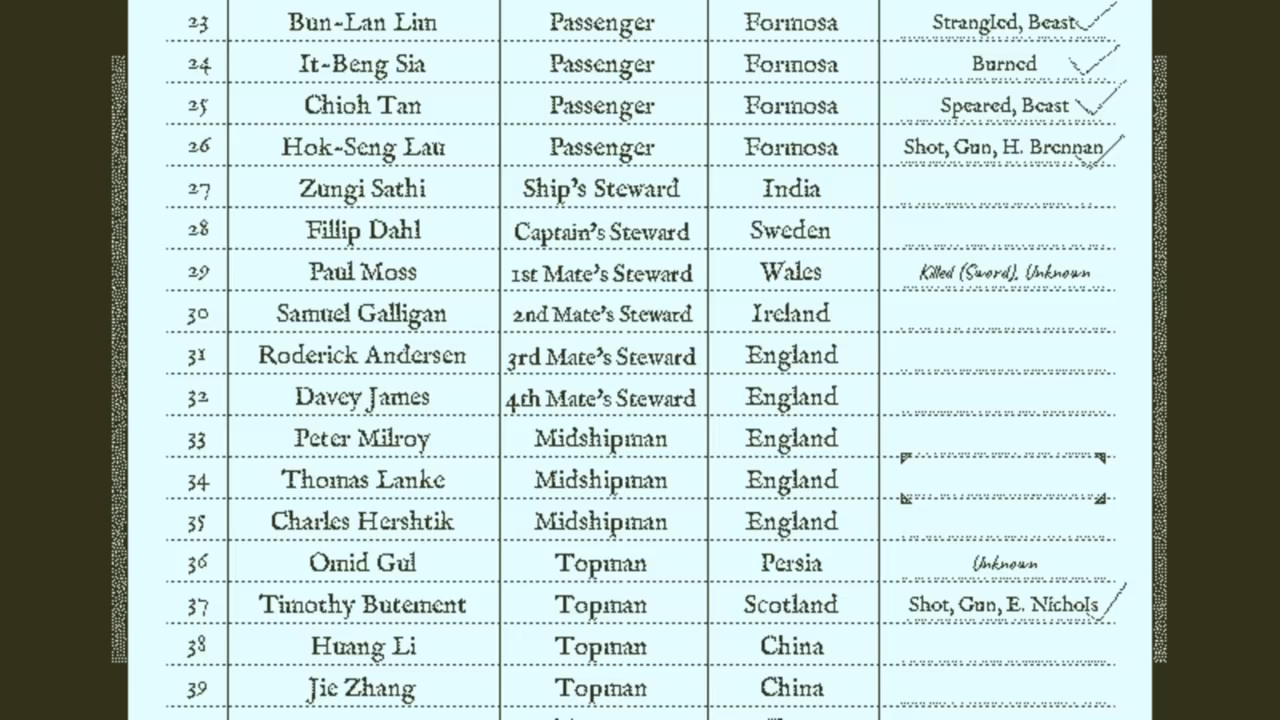 23 Bun-Lan Lim Passenger Formosa Strangled, Beast
24 It-Beng Sia Passenger Formosa Burned
25 Chioh Tan Passenger Formosa Speared, Beast
26 Hok-Seng Lau Passenger Formosa Shot, Gun, H. Brennan
27 Zungi Sathi Ship's Steward India
28 Fillip Dahl Captain's Steward Sweden
29 Paul Moss 1st Mate's Steward Wales Killed (Sword), Unknown
30 Samuel Galligan 2nd Mate's Steward Ireland
31 Roderick Andersen 3rd Mate's Steward England
32 Davey James 4th Mate's Steward England
33 Peter Milroy Midshipman England
34 Thomas Lanke Midshipman England
35 Charles Hershtik Midshipman England
36 Omid Gul Topman Persia Unknown
37 Timothy Butement Topman Scotland Shot, Gun, E. Nichols
38 Huang Li Topman China
39 Jie Zhang Topman China